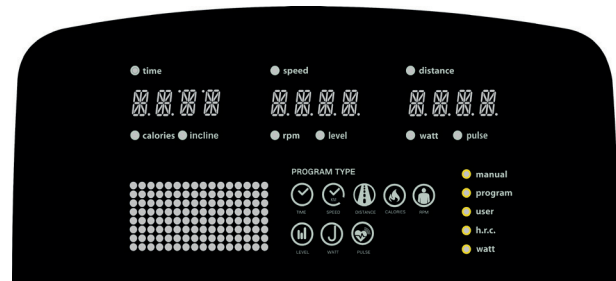 time speed distance
calories incline rpm level watt pulse
PROGRAM TYPE
manual
program
user
h.r.c.
watt
TIME SPEED DISTANCE CALORIES RPM
LEVEL WATT PULSE